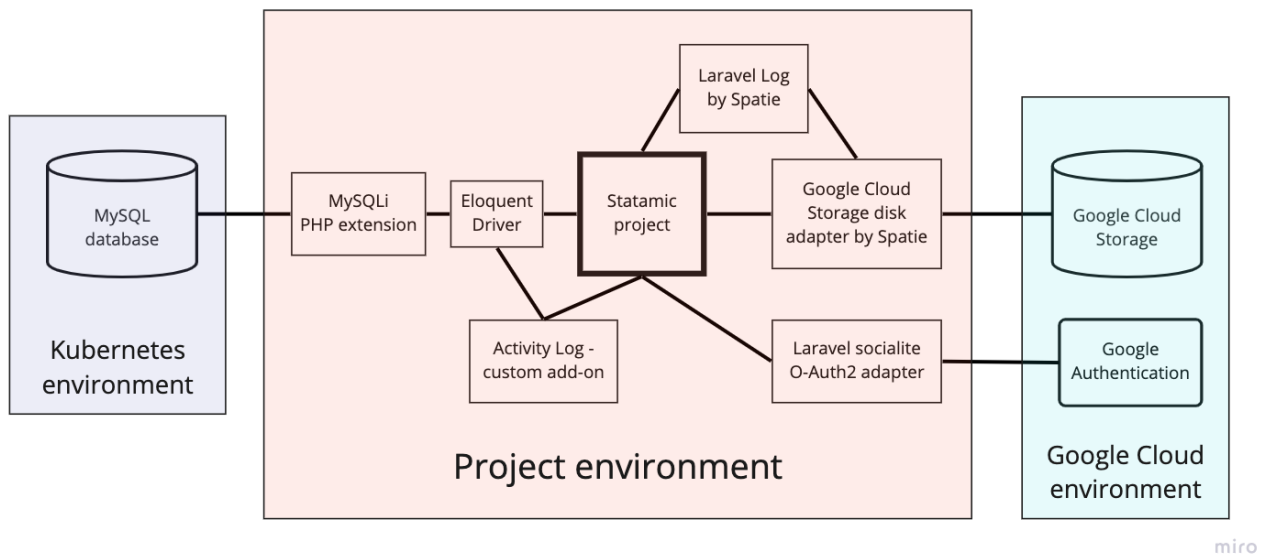 MySQL
database
Kubernetes
environment
Laravel Log
by Spatie
MySQLi
PHP extension
Eloquent
Driver
Statamic
project
Google Cloud
Storage disk
adapter by Spatie
Activity Log -
custom add-on
Laravel socialite
O-Auth2 adapter
Project environment
Google Cloud
Storage
Google
Authentication
Google Cloud
environment
miro